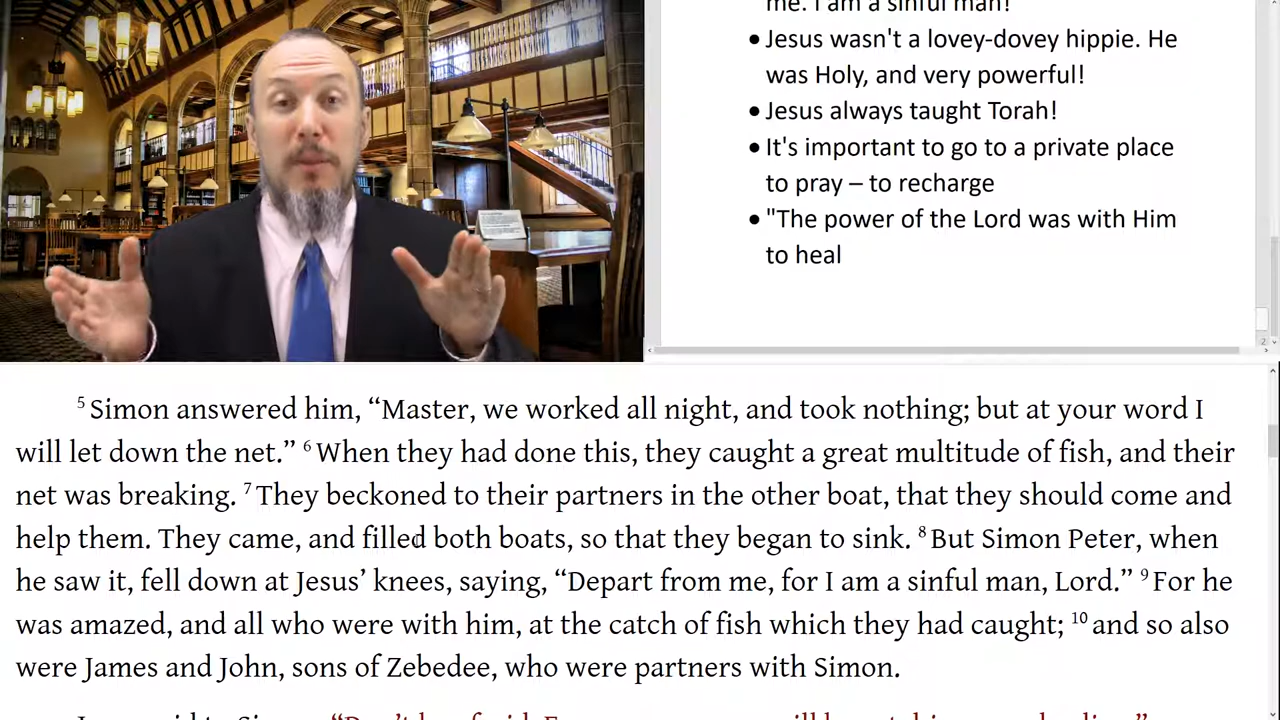 me. I am a sinful man!
• Jesus wasn't a lovey-dovey hippie. He
was Holy, and very powerful!
• Jesus always taught Torah!
• It's important to go to a private place
to pray – to recharge
• "The power of the Lord was with Him
to heal
5 Simon answered him, “Master, we worked all night, and took nothing; but at your word I
will let down the net.” 6 When they had done this, they caught a great multitude of fish, and their
net was breaking. 7 They beckoned to their partners in the other boat, that they should come and
help them. They came, and filled both boats, so that they began to sink. 8 But Simon Peter, when
he saw it, fell down at Jesus’ knees, saying, “Depart from me, for I am a sinful man, Lord.” 9 For he
was amazed, and all who were with him, at the catch of fish which they had caught; 10 and so also
were James and John, sons of Zebedee, who were partners with Simon.